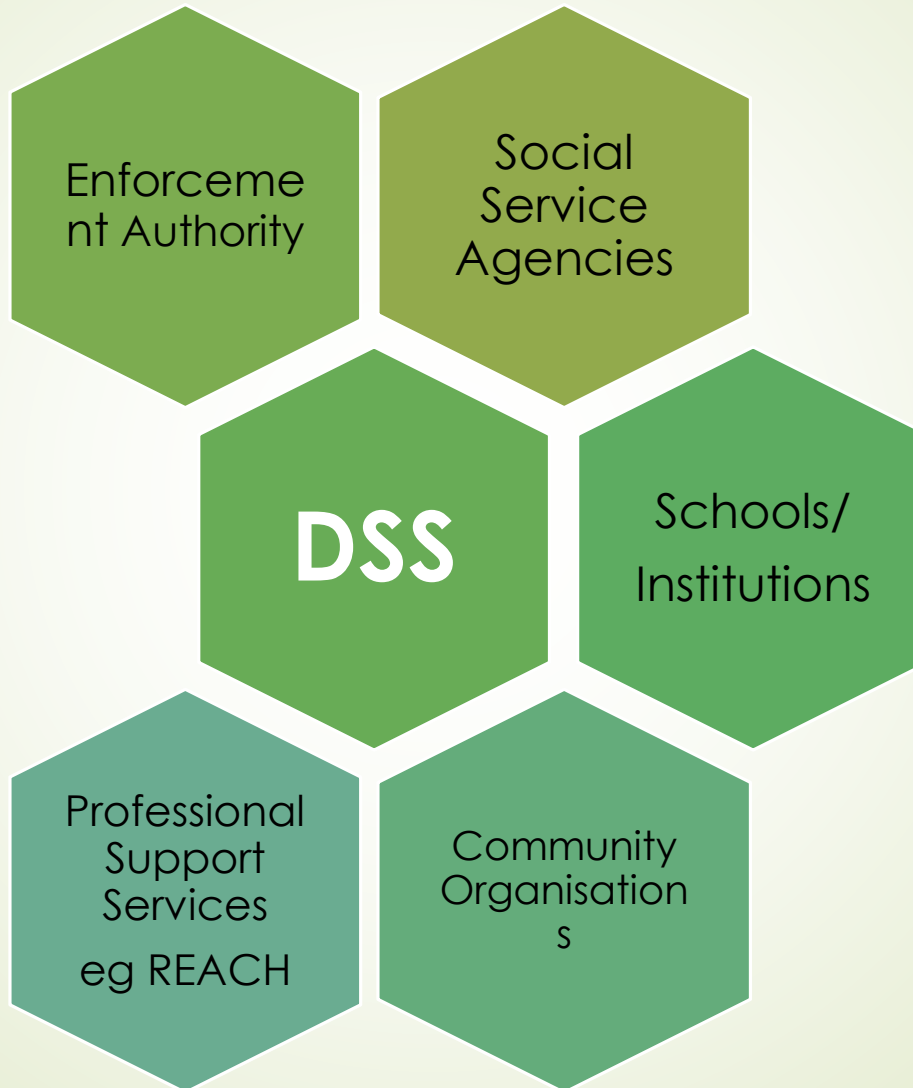 Enforceme
nt Authority
Social
Service
Agencies
DSS
Schools/
Institutions
Professional
Support
Services
eg REACH
Community
Organisation
s